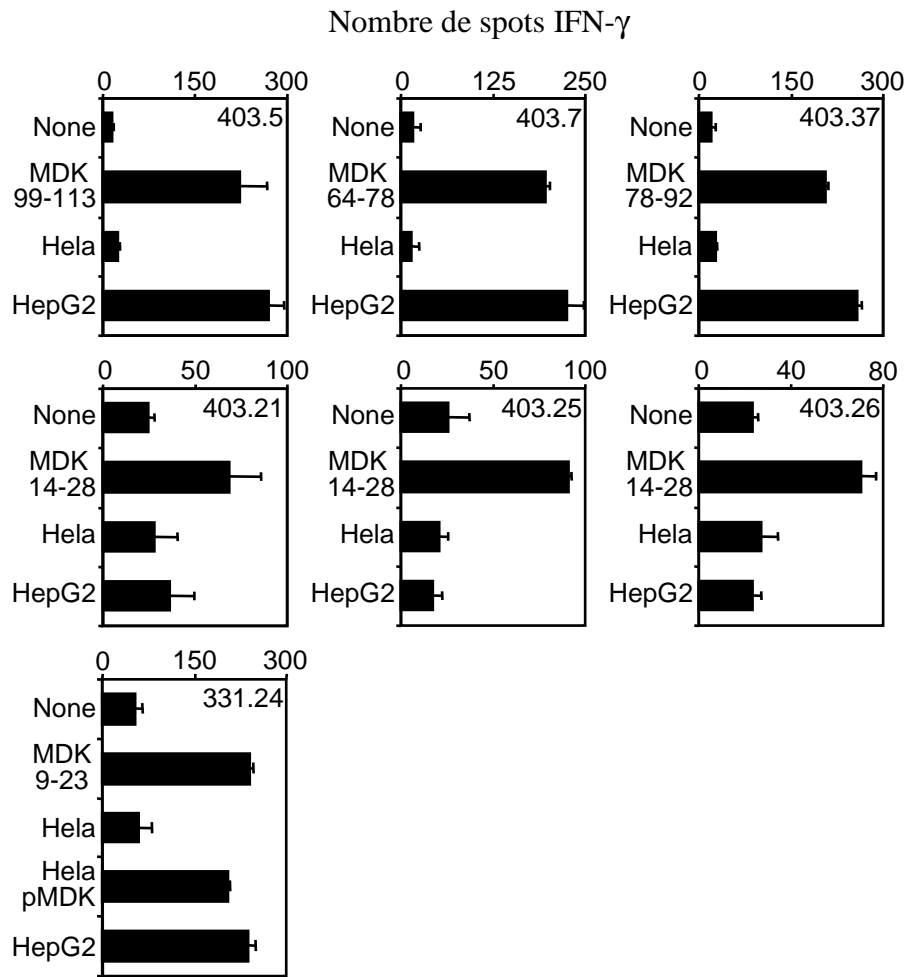 Nombre de spots IFN-γ
0 150 300
403.5
None
MDK
99-113
Hela
HepG2
0 125 250
403.7
None
MDK
64-78
Hela
HepG2
0 150 300
403.37
None
MDK
78-92
Hela
HepG2
0 50 100
403.21
None
MDK
14-28
Hela
HepG2
0 50 100
403.25
None
MDK
14-28
Hela
HepG2
0 40 80
403.26
None
MDK
14-28
Hela
HepG2
0 150 300
331.24
None
MDK
9-23
Hela
Hela
pMDK
HepG2